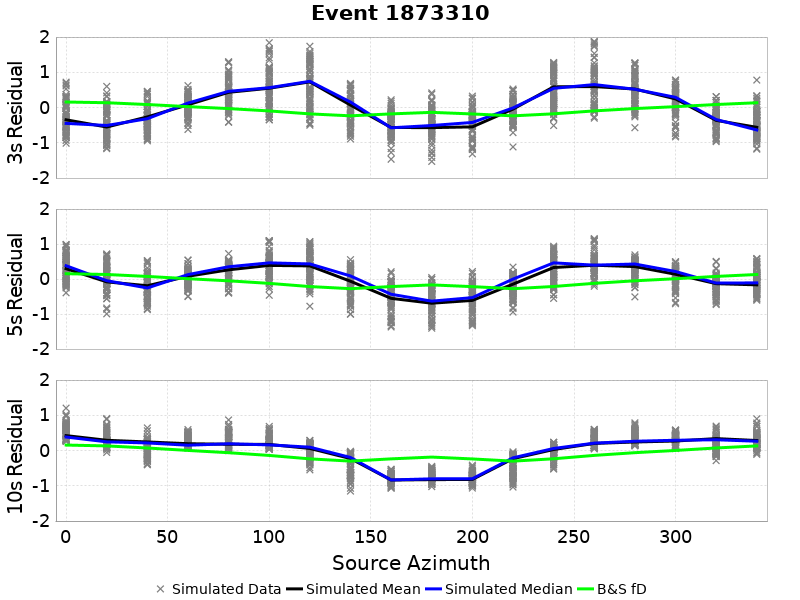 Event 1873310
3s Residual
2
1
0
-1
-2
5s Residual
2
1
0
-1
-2
10s Residual
2
1
0
-1
-2
0 50 100 150 200 250 300
Source Azimuth
Simulated Data Simulated Mean Simulated Median B&S fD